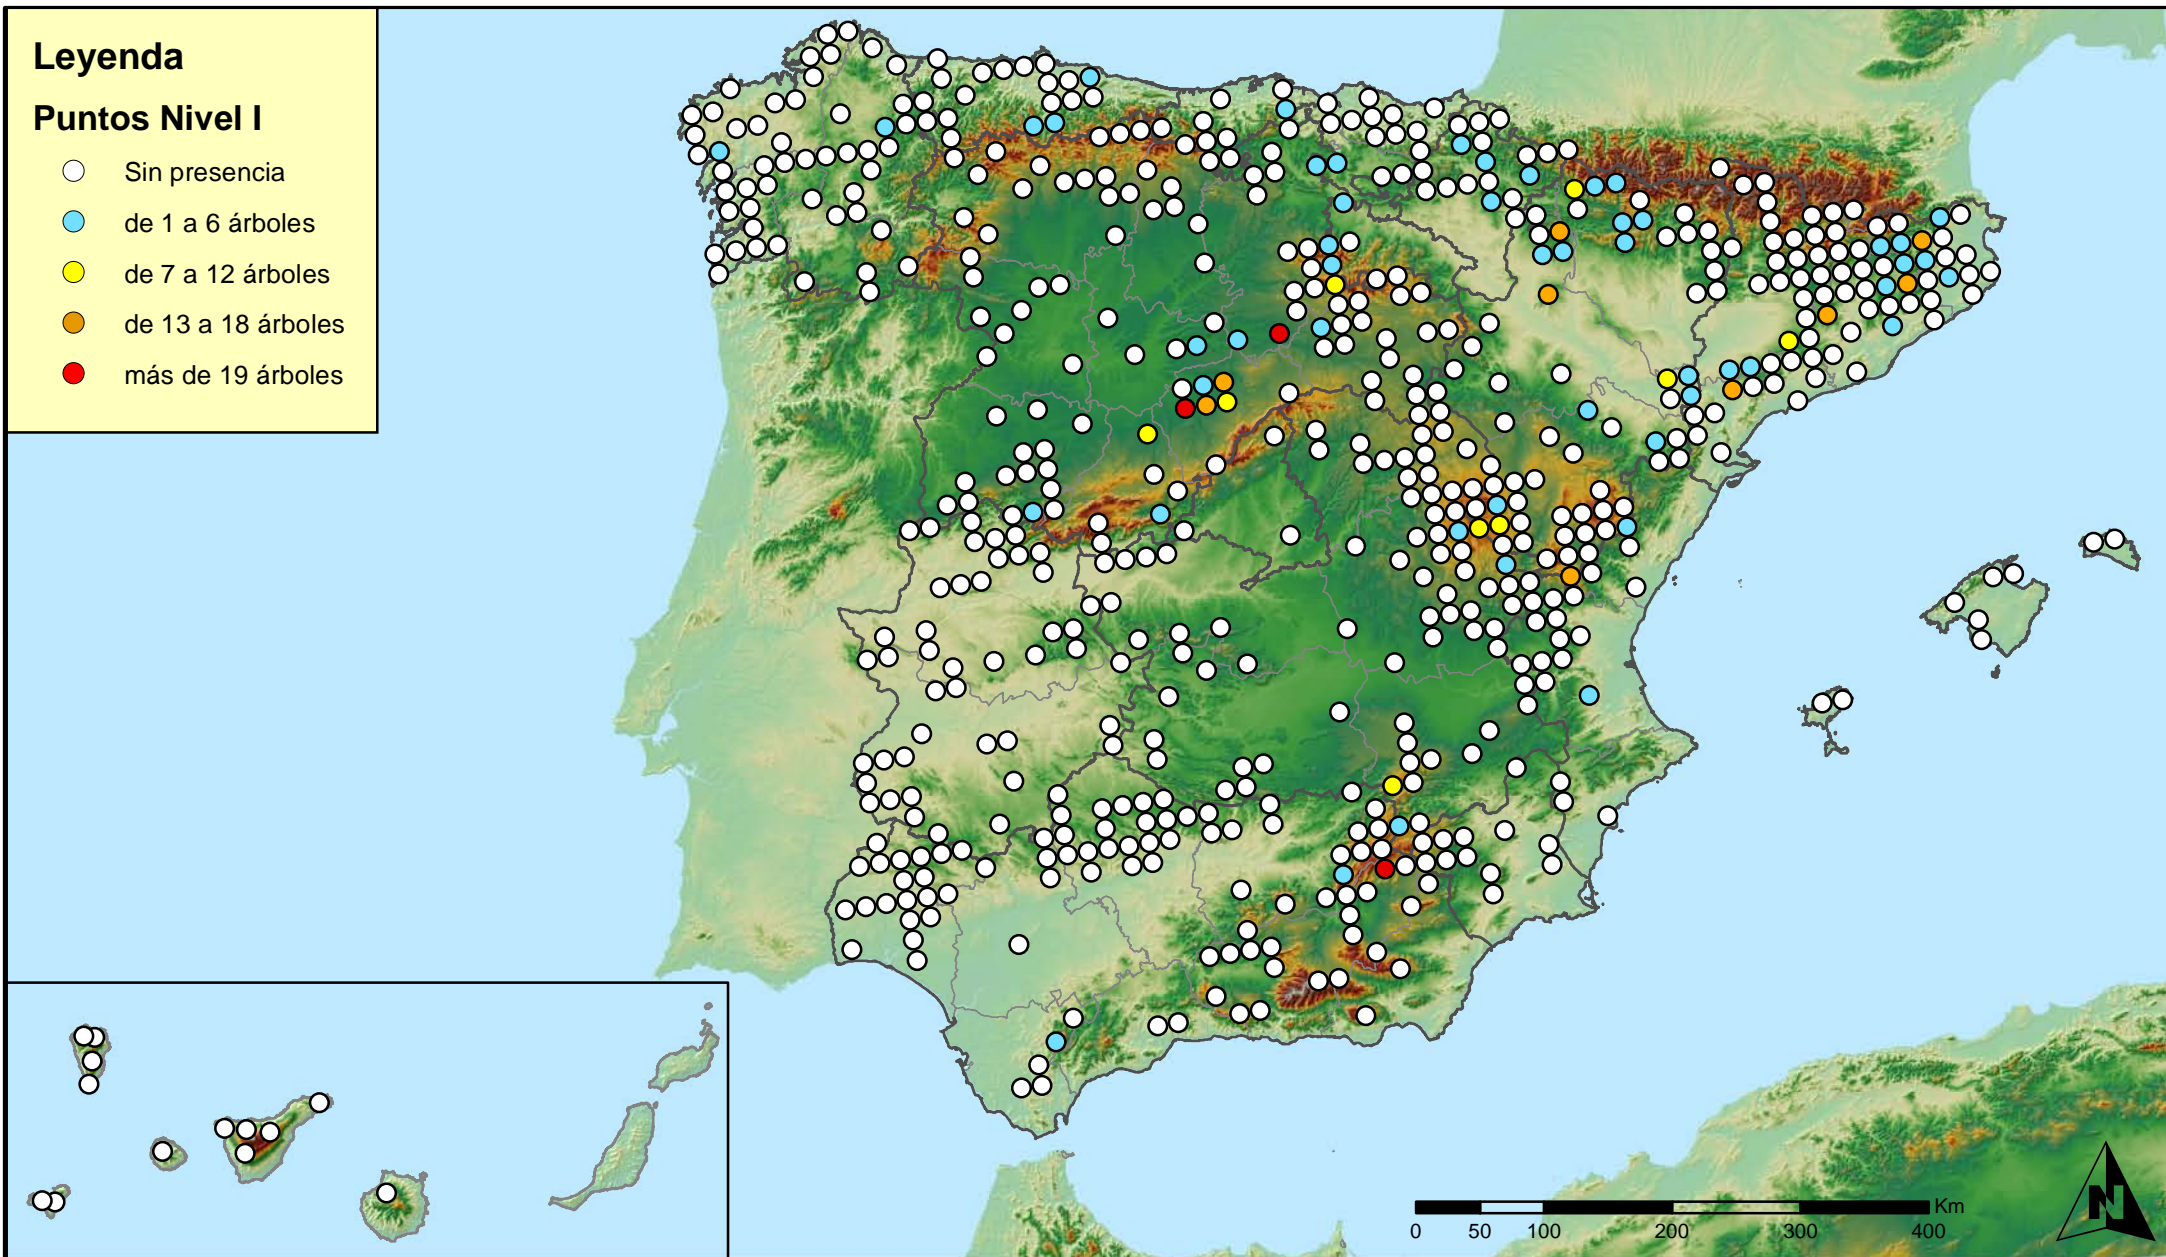 Leyenda
Puntos Nivel I
Sin presencia
de 1 a 6 árboles
de 7 a 12 árboles
de 13 a 18 árboles
más de 19 árboles
Km
0 50 100 200 300 400
N